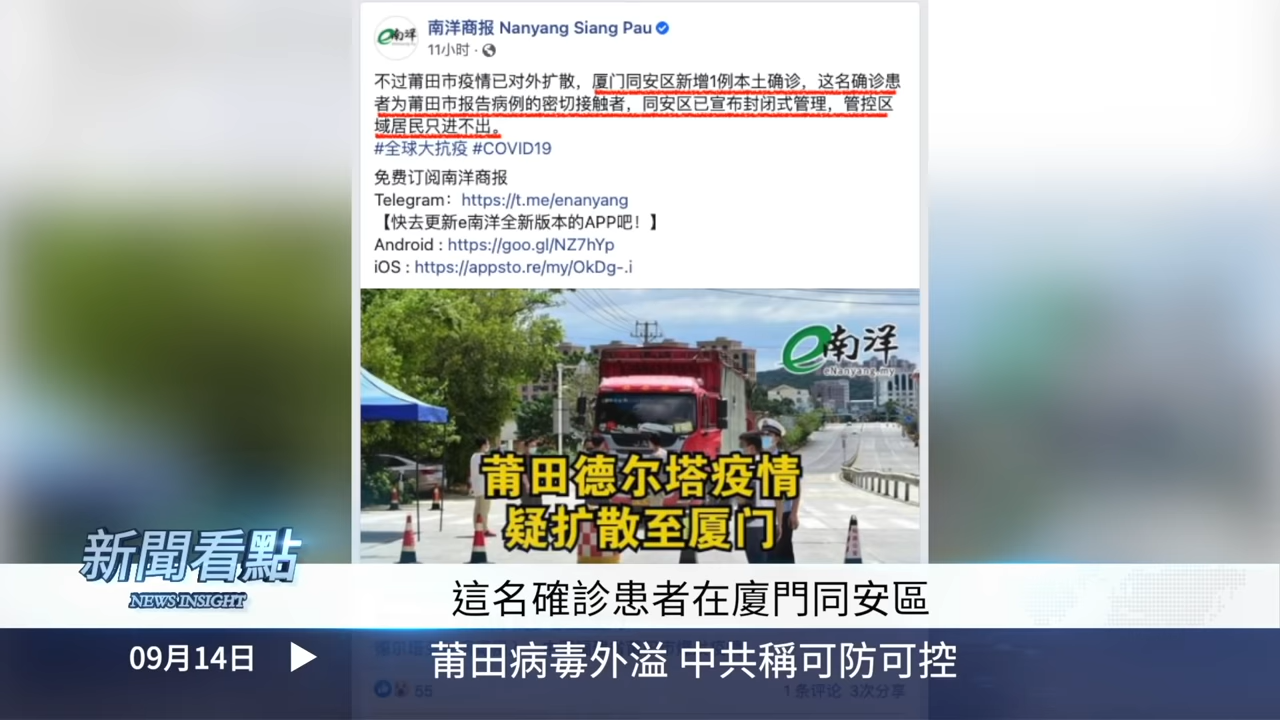 南洋商报 Nanyang Siang Pau
11小时
不过莆田市疫情已对外扩散，厦门同安区新增1例本土确诊，这名确诊患
者为莆田市报告病例的密切接触者，同安区已宣布封闭式管理，管控区
域居民只进不出。
#全球大抗疫 #COVID19
免费订阅南洋商报
Telegram： https://t.me/enanyang
【快去更新e南洋全新版本的APP吧！】
Android : https://goo.gl/NZ7hYp
iOS : https://appsto.re/my/OkDg-.i
e南洋
eNanyang.my
莆田德尔塔疫情
疑扩散至厦门
新聞看點
NEWS INSIGHT
這名確診患者在廈門同安區
09月14日
莆田病毒外溢 中共稱可防可控
55
1条评论 3次分享